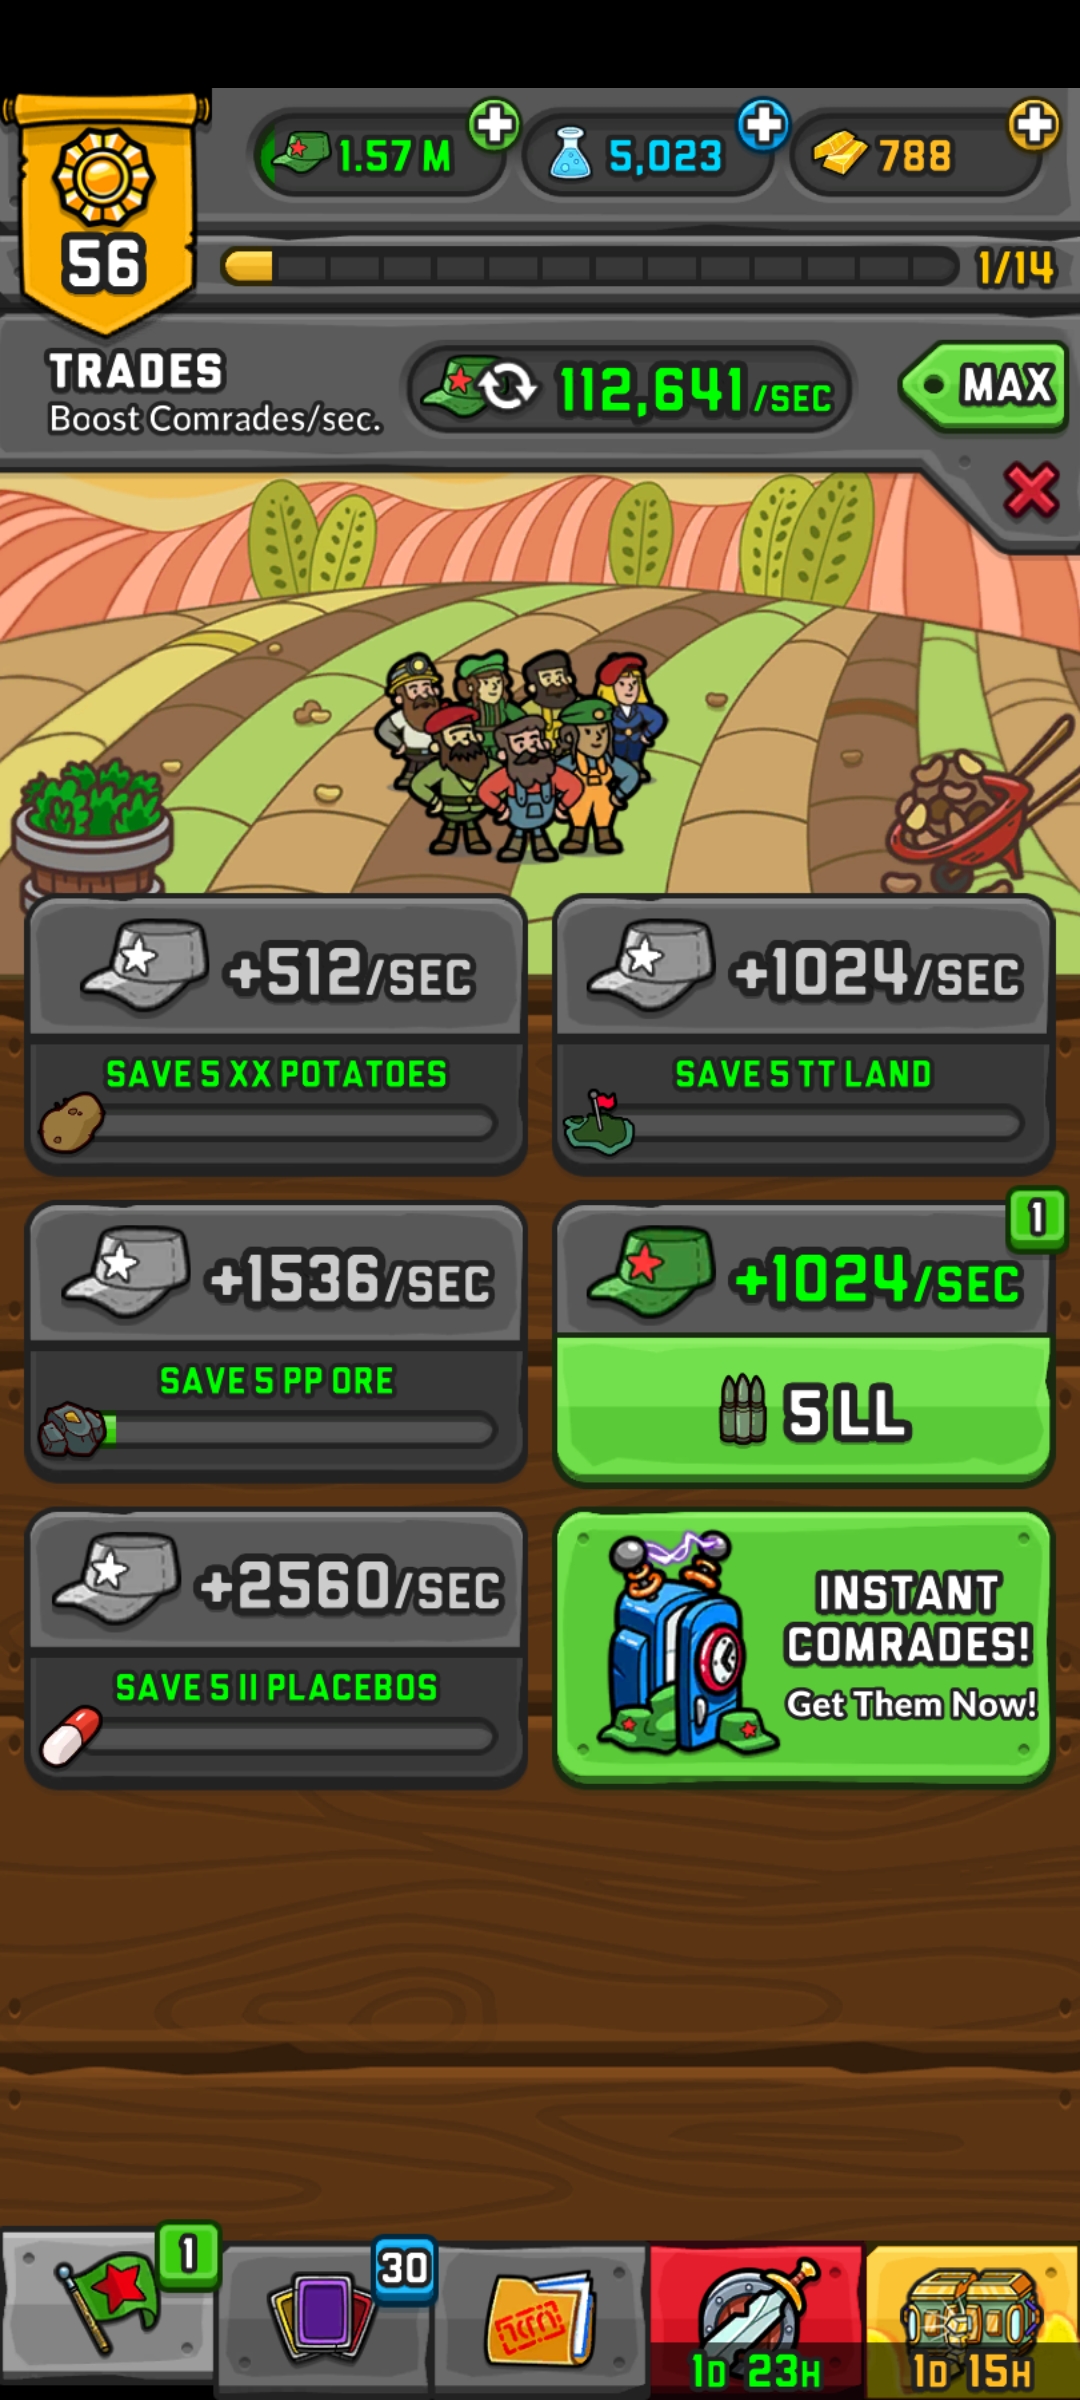 1.57 M
5,023
788
56
1/14
TRADES
Boost Comrades/sec.
112,641/SEC
MAX
+512/SEC
SAVE 5 XX POTATOES
+1024/SEC
SAVE 5 TT LAND
+1536/SEC
SAVE 5 PP ORE
1
+1024/SEC
5 LL
+2560/SEC
SAVE 5 II PLACEBOS
INSTANT
COMRADES!
Get Them Now!
1
30
1D 23H
1D 15H